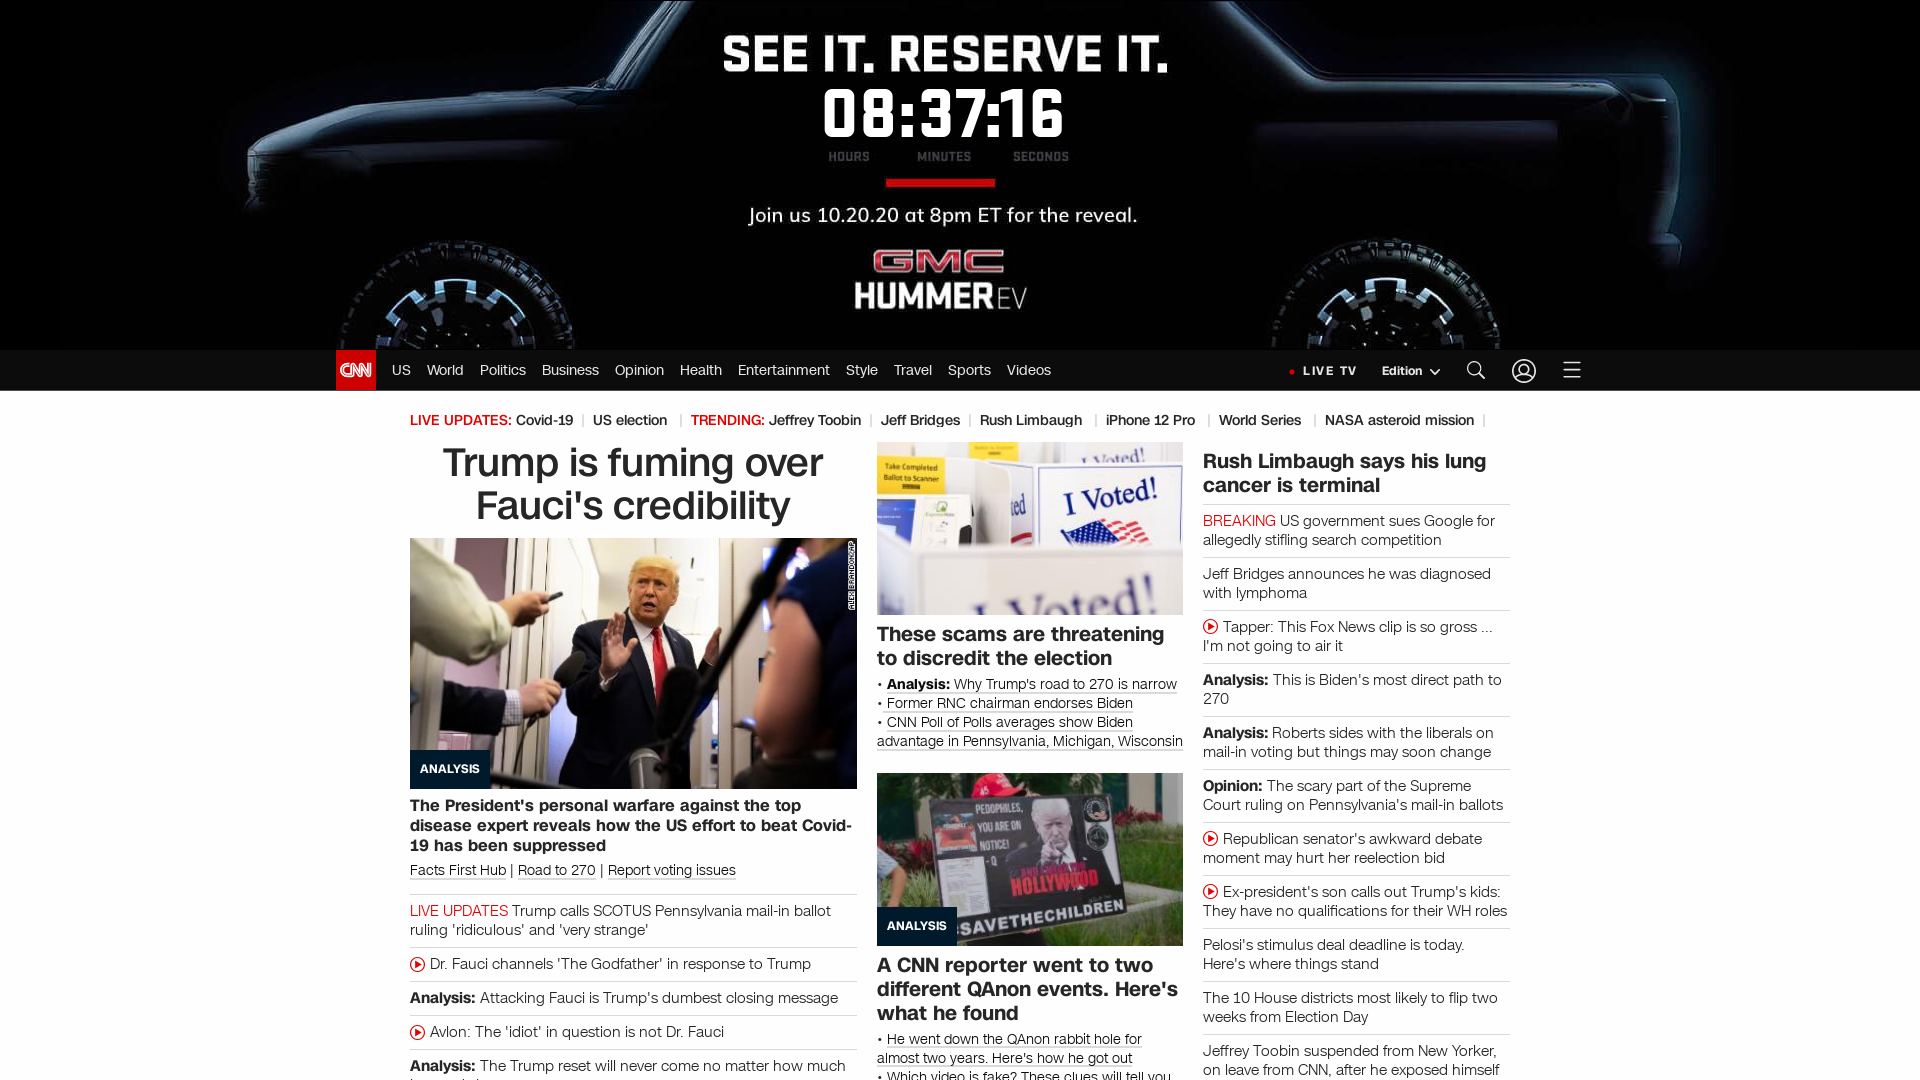 SEE IT. RESERVE IT.
08:37:16
HOURS MINUTES SECONDS
Join us 10.20.20 at 8pm ET for the reveal.
GMC
HUMMER EV
CNN US World Politics Business Opinion Health Entertainment Style Travel Sports Videos LIVE TV Edition
LIVE UPDATES: Covid-19 | US election | TRENDING: Jeffrey Toobin | Jeff Bridges | Rush Limbaugh | iPhone 12 Pro | World Series | NASA asteroid mission |
Trump is fuming over
Fauci's credibility
ALEX BRANDON/AP
ANALYSIS
The President's personal warfare against the top
disease expert reveals how the US effort to beat Covid-
19 has been suppressed
Facts First Hub | Road to 270 | Report voting issues
LIVE UPDATES Trump calls SCOTUS Pennsylvania mail-in ballot
ruling 'ridiculous' and 'very strange'
Dr. Fauci channels 'The Godfather' in response to Trump
Analysis: Attacking Fauci is Trump's dumbest closing message
Avlon: The 'idiot' in question is not Dr. Fauci
Analysis: The Trump reset will never come no matter how much
Take Completed
Ballot to Scanner
I Voted!
I Voted!
These scams are threatening
to discredit the election
• Analysis: Why Trump's road to 270 is narrow
• Former RNC chairman endorses Biden
• CNN Poll of Polls averages show Biden
advantage in Pennsylvania, Michigan, Wisconsin
45
PEDOPHILES,
YOU ARE ON
NOTICE!
-Q
HOLLYWOOD
#SAVETHECHILDREN
ANALYSIS
A CNN reporter went to two
different QAnon events. Here's
what he found
• He went down the QAnon rabbit hole for
almost two years. Here's how he got out
• Which video is fake? These clues will tell you
Rush Limbaugh says his lung
cancer is terminal
BREAKING US government sues Google for
allegedly stifling search competition
Jeff Bridges announces he was diagnosed
with lymphoma
Tapper: This Fox News clip is so gross ...
I'm not going to air it
Analysis: This is Biden's most direct path to
270
Analysis: Roberts sides with the liberals on
mail-in voting but things may soon change
Opinion: The scary part of the Supreme
Court ruling on Pennsylvania's mail-in ballots
Republican senator's awkward debate
moment may hurt her reelection bid
Ex-president's son calls out Trump's kids:
They have no qualifications for their WH roles
Pelosi's stimulus deal deadline is today.
Here's where things stand
The 10 House districts most likely to flip two
weeks from Election Day
Jeffrey Toobin suspended from New Yorker,
on leave from CNN, after he exposed himself